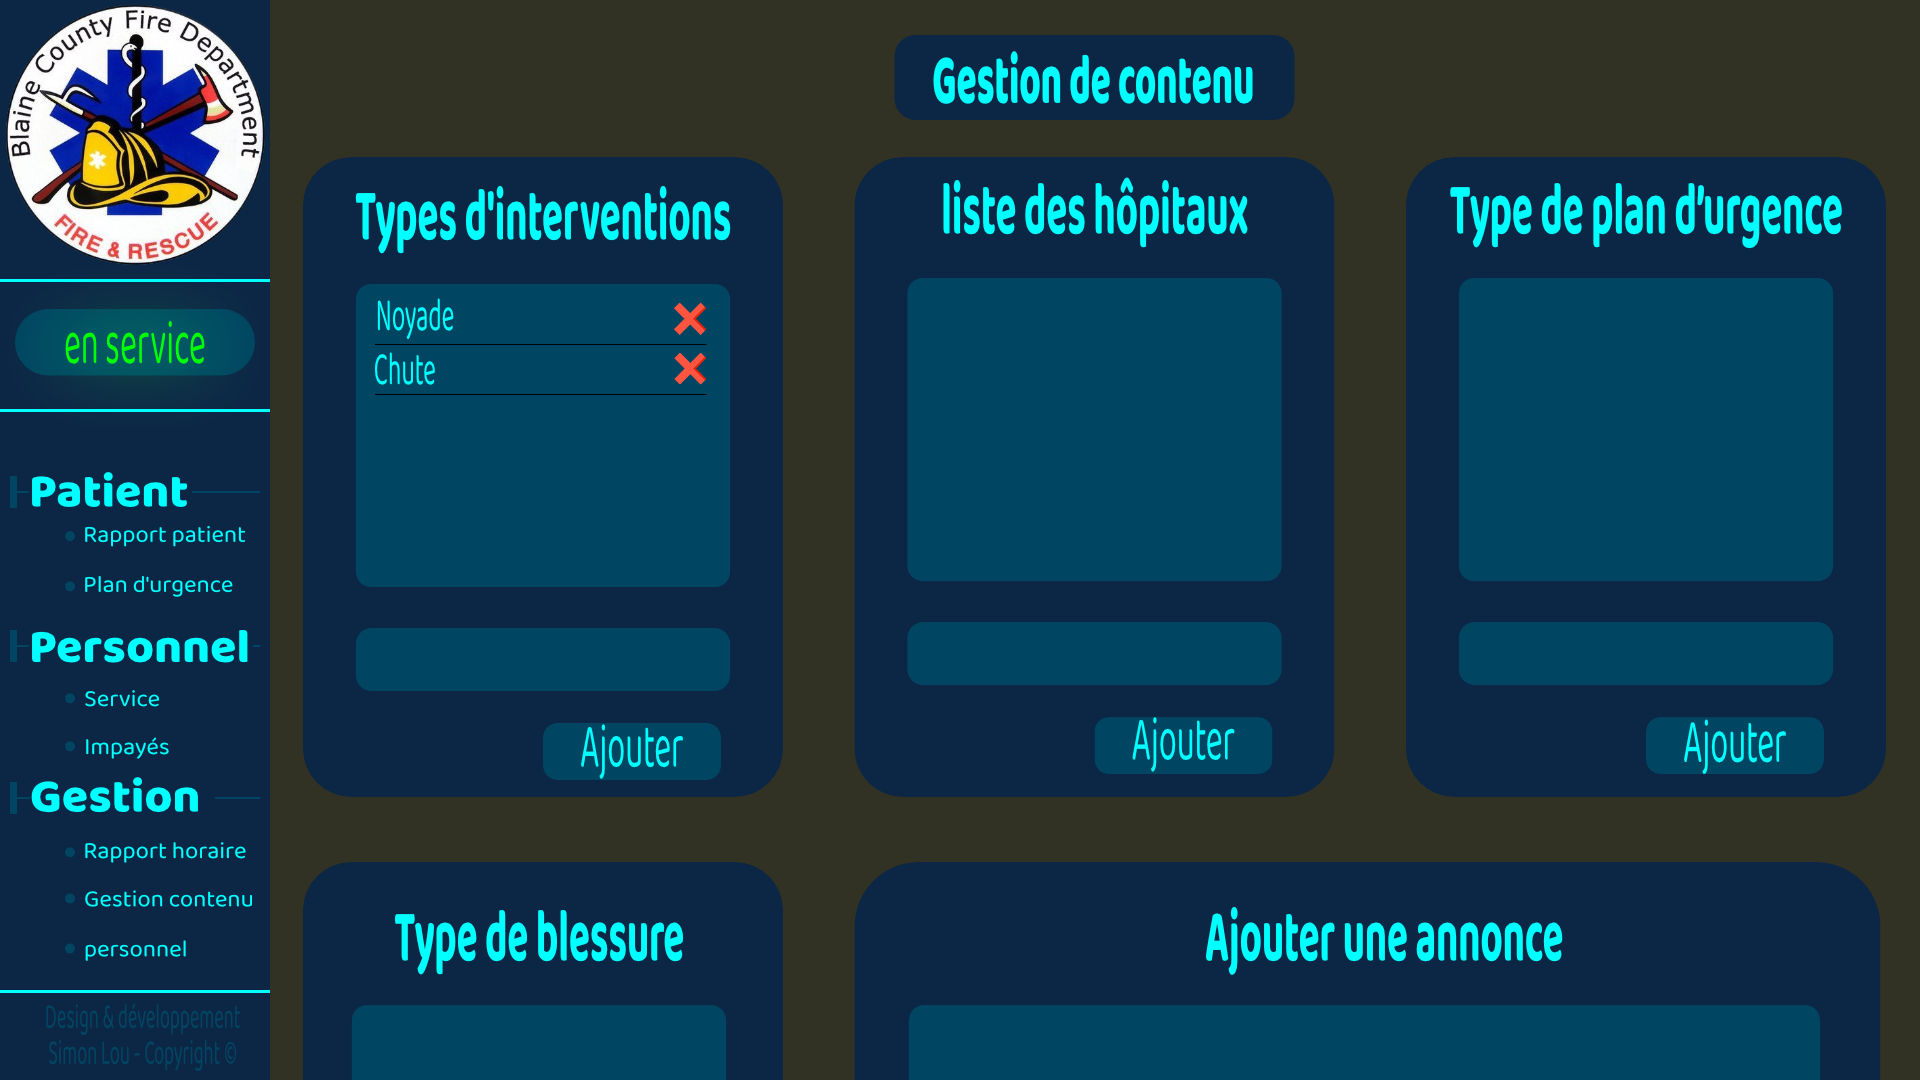 Blaine County Fire Department
FIRE & RESCUE
en service
Patient
Rapport patient
Plan d'urgence
Personnel
Service
Impayés
Gestion
Rapport horaire
Gestion contenu
personnel
Design & développement
Simon Lou - Copyright ©
Gestion de contenu
Types d'interventions
Noyade
Chute
Ajouter
liste des hôpitaux
Ajouter
Type de plan d’urgence
Ajouter
Type de blessure
Ajouter une annonce